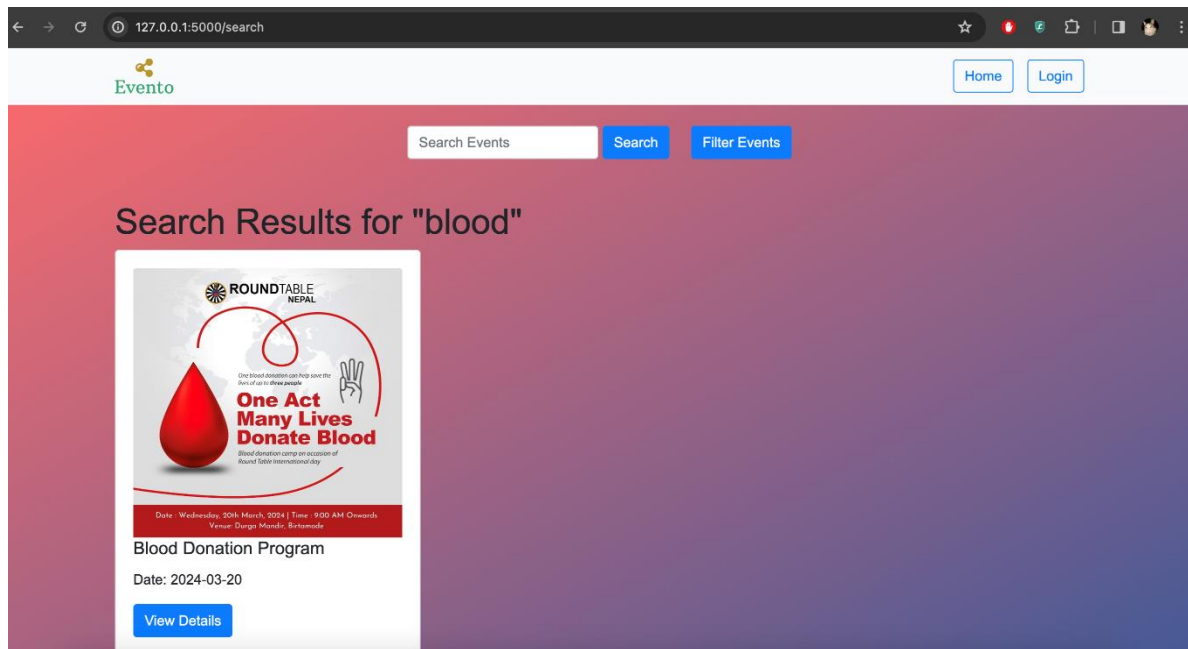 127.0.0.1:5000/search
Evento
Home
Login
Search Events
Search
Filter Events
Search Results for "blood"
ROUNDTABLE
NEPAL
One blood donation can help save the
lives of up to three people
One Act
Many Lives
Donate Blood
Blood donation camp on occasion of
Round Table International day
Date : Wednesday, 20th March, 2024 | Time : 9:00 AM Onwards
Venue: Durga Mandir, Birtamode
Blood Donation Program
Date: 2024-03-20
View Details